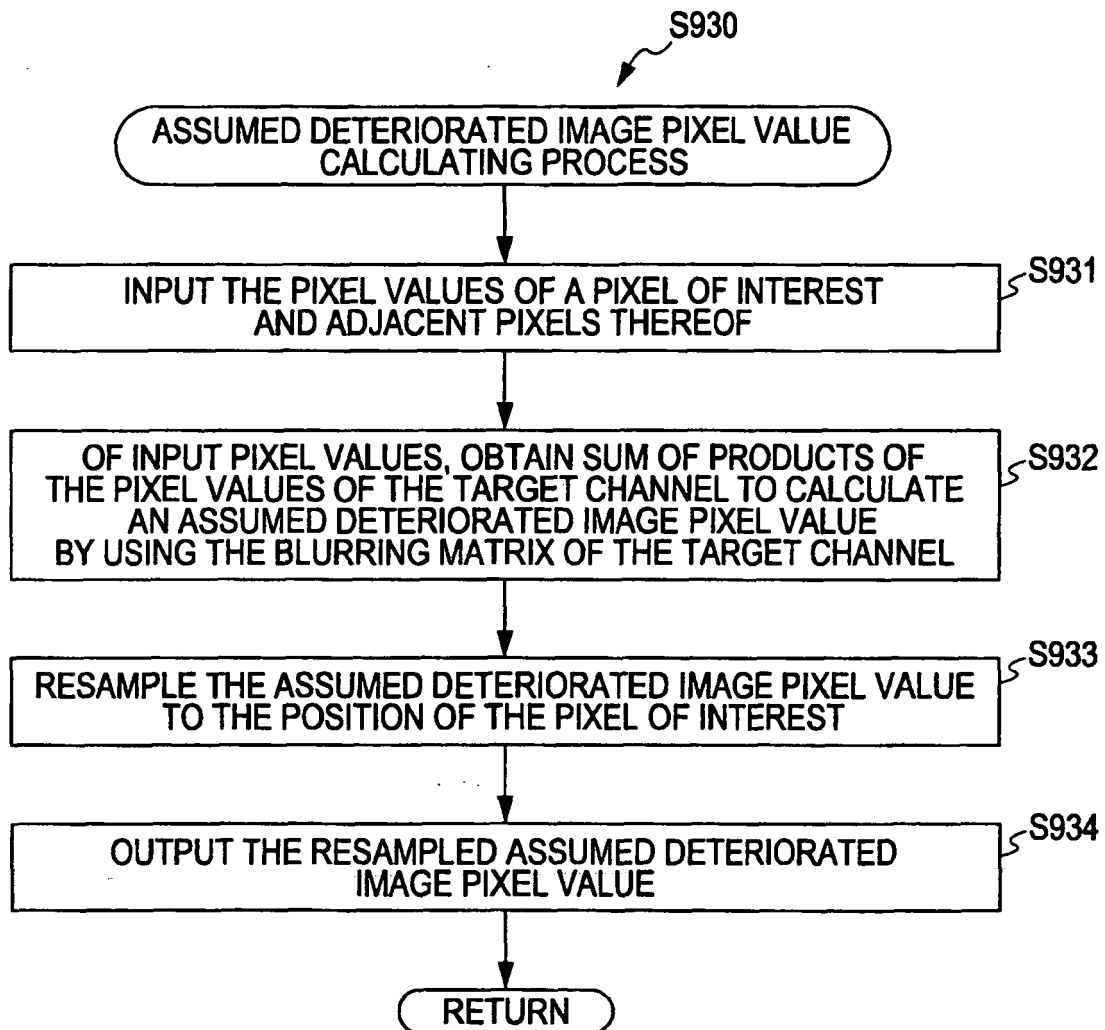 S930
ASSUMED DETERIORATED IMAGE PIXEL VALUE
CALCULATING PROCESS
S931
INPUT THE PIXEL VALUES OF A PIXEL OF INTEREST
AND ADJACENT PIXELS THEREOF
S932
OF INPUT PIXEL VALUES, OBTAIN SUM OF PRODUCTS OF
THE PIXEL VALUES OF THE TARGET CHANNEL TO CALCULATE
AN ASSUMED DETERIORATED IMAGE PIXEL VALUE
BY USING THE BLURRING MATRIX OF THE TARGET CHANNEL
S933
RESAMPLE THE ASSUMED DETERIORATED IMAGE PIXEL VALUE
TO THE POSITION OF THE PIXEL OF INTEREST
S934
OUTPUT THE RESAMPLED ASSUMED DETERIORATED
IMAGE PIXEL VALUE
RETURN